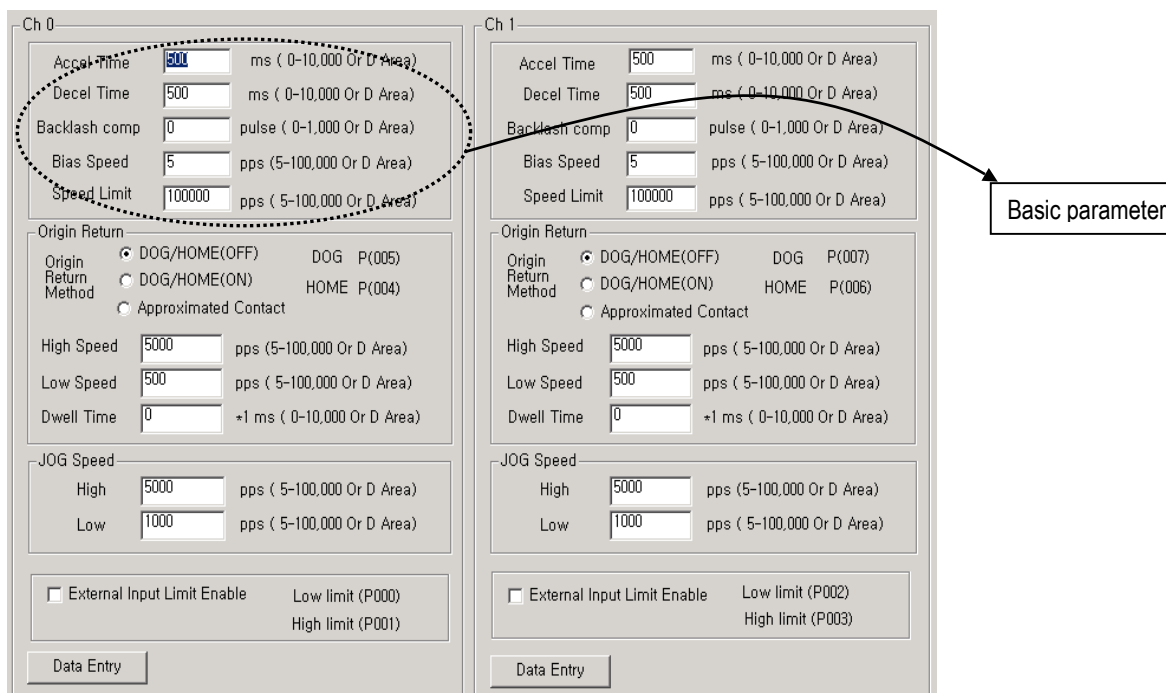 Ch 0
Accel Time 500 ms ( 0-10,000 Or D Area)
Decel Time 500 ms ( 0-10,000 Or D Area)
Backlash comp 0 pulse ( 0-1,000 Or D Area)
Bias Speed 5 pps (5-100,000 Or D Area)
Speed Limit 100000 pps ( 5-100,000 Or D Area)
Origin Return
Origin Return Method
DOG/HOME(OFF) DOG P(005)
DOG/HOME(ON) HOME P(004)
Approximated Contact
High Speed 5000 pps (5-100,000 Or D Area)
Low Speed 500 pps ( 5-100,000 Or D Area)
Dwell Time 0 *1 ms ( 0-10,000 Or D Area)
JOG Speed
High 5000 pps ( 5-100,000 Or D Area)
Low 1000 pps ( 5-100,000 Or D Area)
External Input Limit Enable Low limit (P000)
High limit (P001)
Data Entry
Ch 1
Accel Time 500 ms ( 0-10,000 Or D Area)
Decel Time 500 ms ( 0-10,000 Or D Area)
Backlash comp 0 pulse ( 0-1,000 Or D Area)
Bias Speed 5 pps ( 5-100,000 Or D Area)
Speed Limit 100000 pps ( 5-100,000 Or D Area)
Origin Return
Origin Return Method
DOG/HOME(OFF) DOG P(007)
DOG/HOME(ON) HOME P(006)
Approximated Contact
High Speed 5000 pps ( 5-100,000 Or D Area)
Low Speed 500 pps ( 5-100,000 Or D Area)
Dwell Time 0 *1 ms ( 0-10,000 Or D Area)
JOG Speed
High 5000 pps (5-100,000 Or D Area)
Low 1000 pps ( 5-100,000 Or D Area)
External Input Limit Enable Low limit (P002)
High limit (P003)
Data Entry
Basic parameter